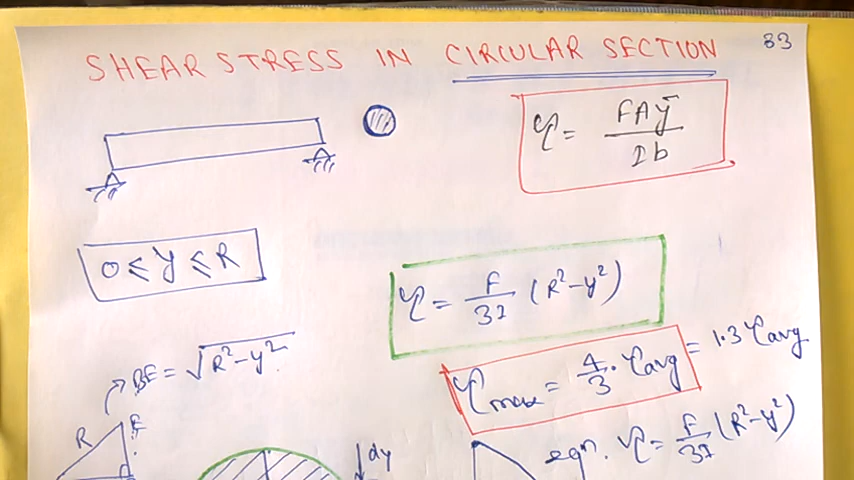 SHEAR STRESS IN CIRCULAR SECTION
83
τ = FAȳ / Ib
0 ≤ y ≤ R
τ = F/3I (R²-y²)
τmax = 4/3 · τavg = 1.3 τavg
BF = √R²-y²
R F
dy
eqn. τ = F/3I (R²-y²)